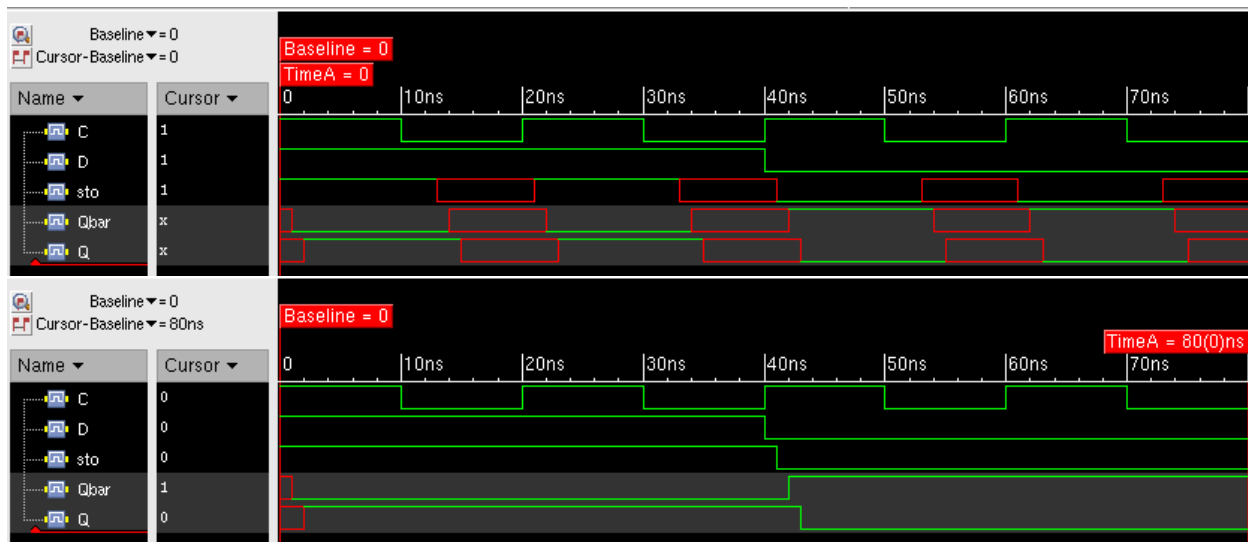 Baseline ▾= 0
Cursor-Baseline ▾= 0
Baseline = 0
TimeA = 0
Name ▾ Cursor ▾ 0 10ns 20ns 30ns 40ns 50ns 60ns 70ns
C 1
D 1
sto 1
Qbar x
Q x
Baseline ▾= 0
Cursor-Baseline ▾= 80ns
Baseline = 0
TimeA = 80(0)ns
Name ▾ Cursor ▾ 0 10ns 20ns 30ns 40ns 50ns 60ns 70ns
C 0
D 0
sto 0
Qbar 1
Q 0